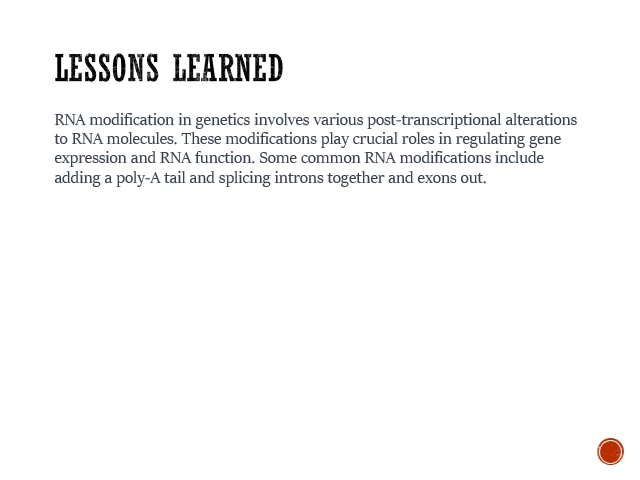 LESSONS LEARNED
RNA modification in genetics involves various post-transcriptional alterations
to RNA molecules. These modifications play crucial roles in regulating gene
expression and RNA function. Some common RNA modifications include
adding a poly-A tail and splicing introns together and exons out.